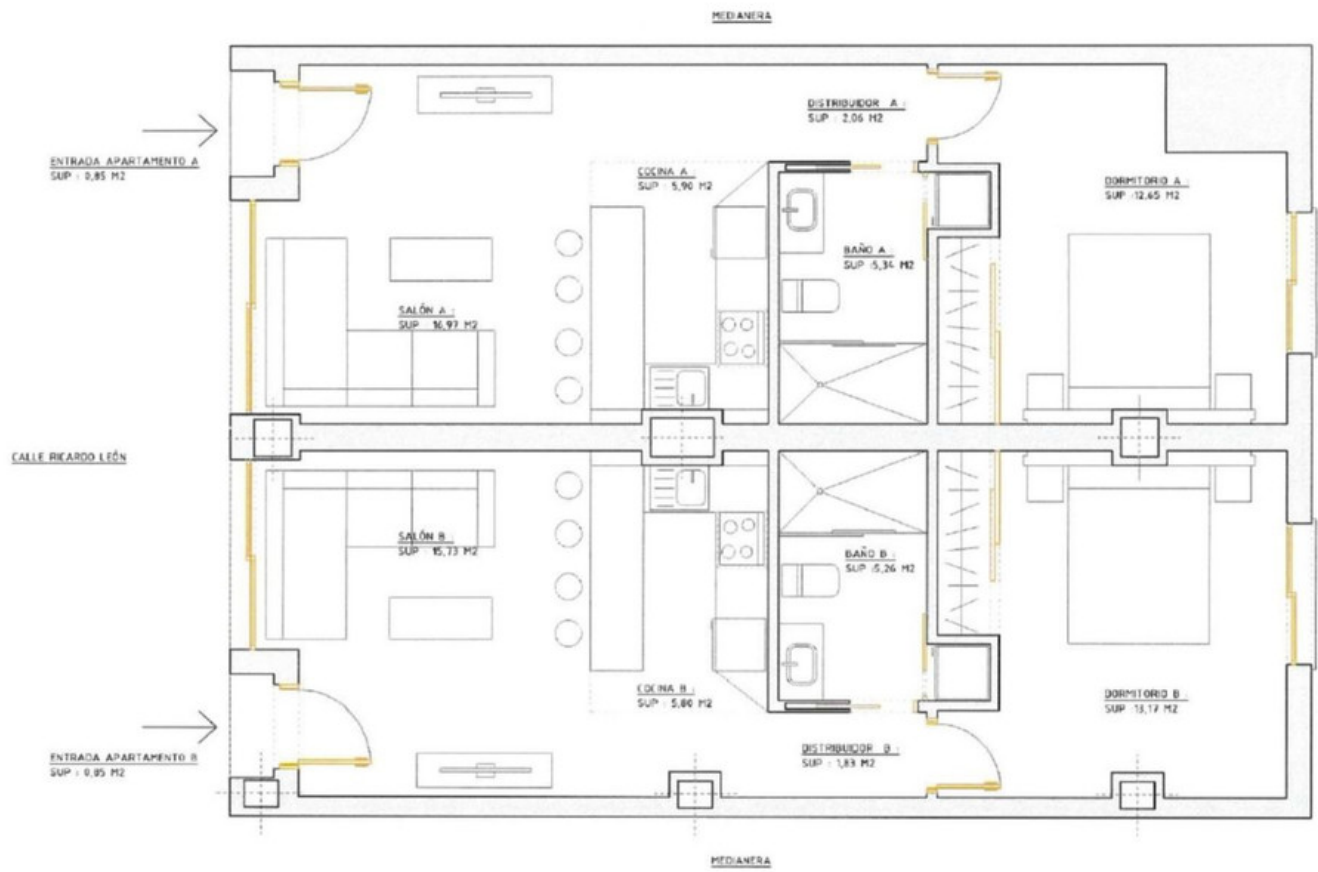 MEDIANERA
DISTRIBUIDOR A :
SUP : 2,06 M2
ENTRADA APARTAMENTO A
SUP : 0,85 M2
COCINA A :
SUP : 5,90 M2
DORMITORIO A :
SUP :12,65 M2
BAÑO A :
SUP :5,34 M2
SALÓN A :
SUP : 16,97 M2
CALLE RICARDO LEÓN
SALÓN B :
SUP : 15,73 M2
BAÑO B :
SUP :5,26 M2
COCINA B :
SUP : 5,80 M2
DORMITORIO B :
SUP : 13,17 M2
ENTRADA APARTAMENTO B
SUP : 0,85 M2
DISTRIBUIDOR B :
SUP : 1,83 M2
MEDIANERA